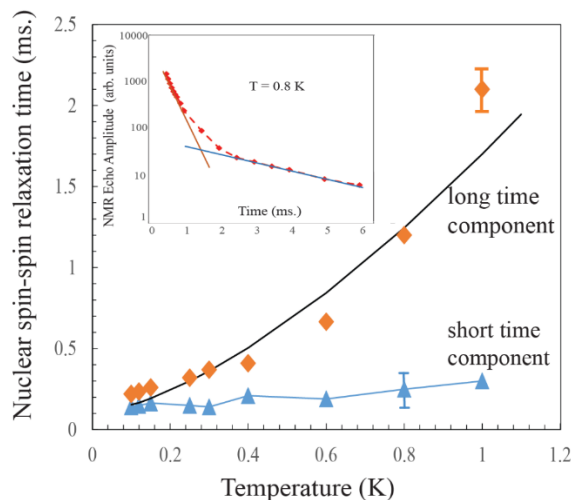 Nuclear spin-spin relaxation time (ms.)
2.5
2
1.5
1
0.5
0
0 0.2 0.4 0.6 0.8 1 1.2
Temperature (K)
NMR Echo Amplitude (arb. units)
10000
1000
100
10
1
T = 0.8 K
Time (ms.)
0 1 2 3 4 5 6
long time
component
short time
component